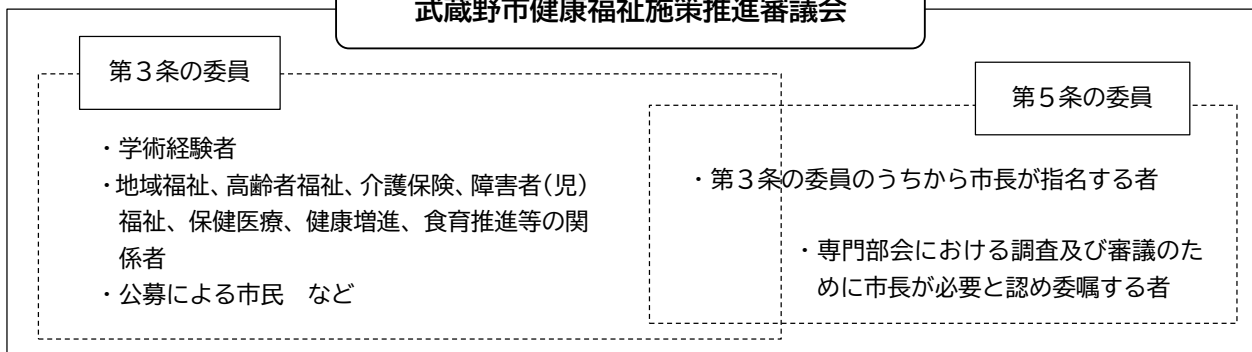 武蔵野市健康福祉施策推進審議会
第３条の委員
・学術経験者
・地域福祉、高齢者福祉、介護保険、障害者(児)
福祉、保健医療、健康増進、食育推進等の関
係者
・公募による市民　など
第５条の委員
・第３条の委員のうちから市長が指名する者
・専門部会における調査及び審議のた
めに市長が必要と認め委嘱する者